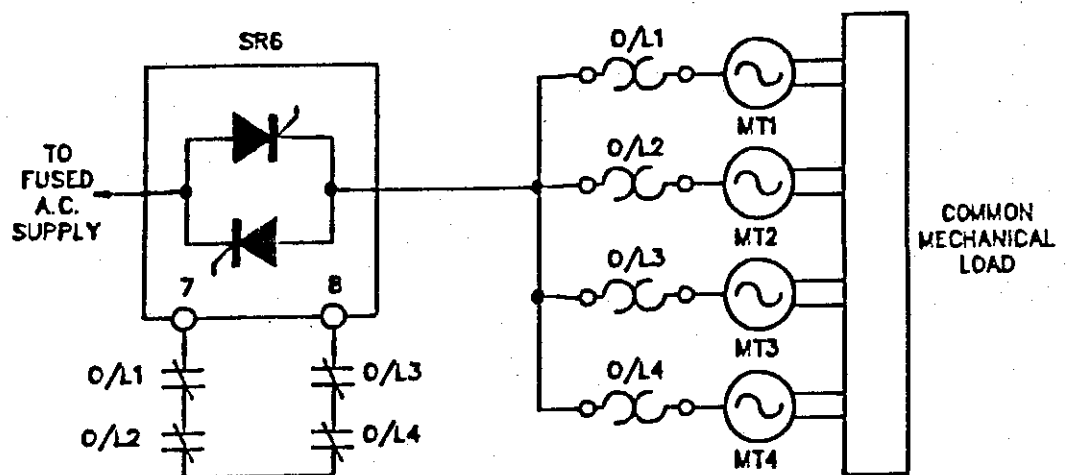 SR6
TO
FUSED
A.C.
SUPPLY
7
8
O/L1
O/L2
O/L3
O/L4
O/L1
MT1
O/L2
MT2
O/L3
MT3
O/L4
MT4
COMMON
MECHANICAL
LOAD